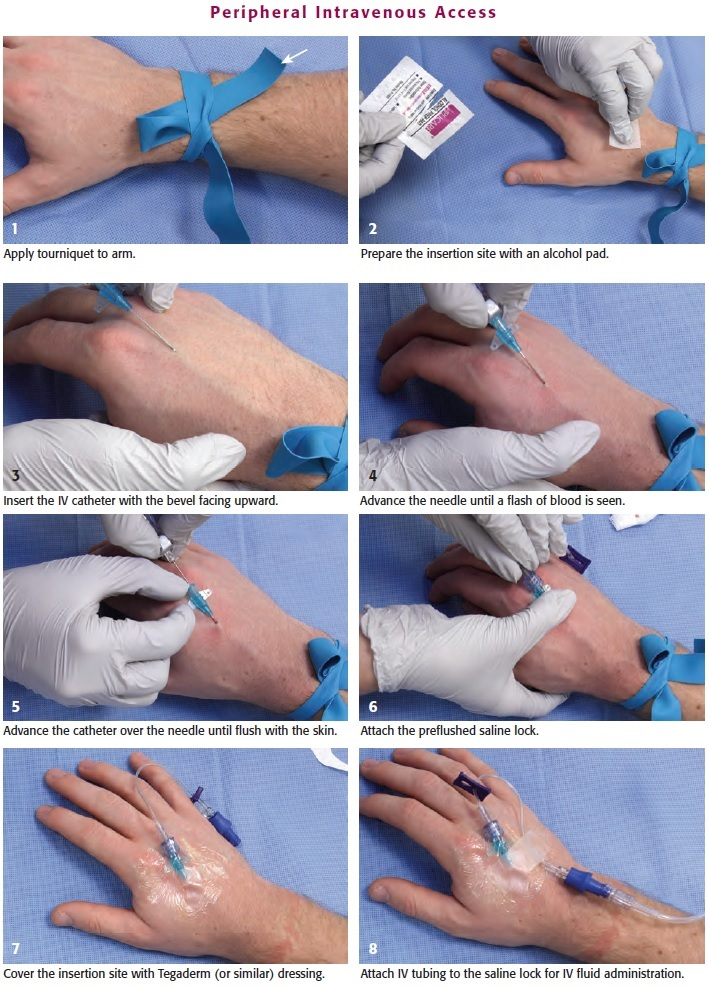 Peripheral Intravenous Access
1
Apply tourniquet to arm.
2
Prepare the insertion site with an alcohol pad.
3
Insert the IV catheter with the bevel facing upward.
4
Advance the needle until a flash of blood is seen.
5
Advance the catheter over the needle until flush with the skin.
6
Attach the preflushed saline lock.
7
Cover the insertion site with Tegaderm (or similar) dressing.
8
Attach IV tubing to the saline lock for IV fluid administration.